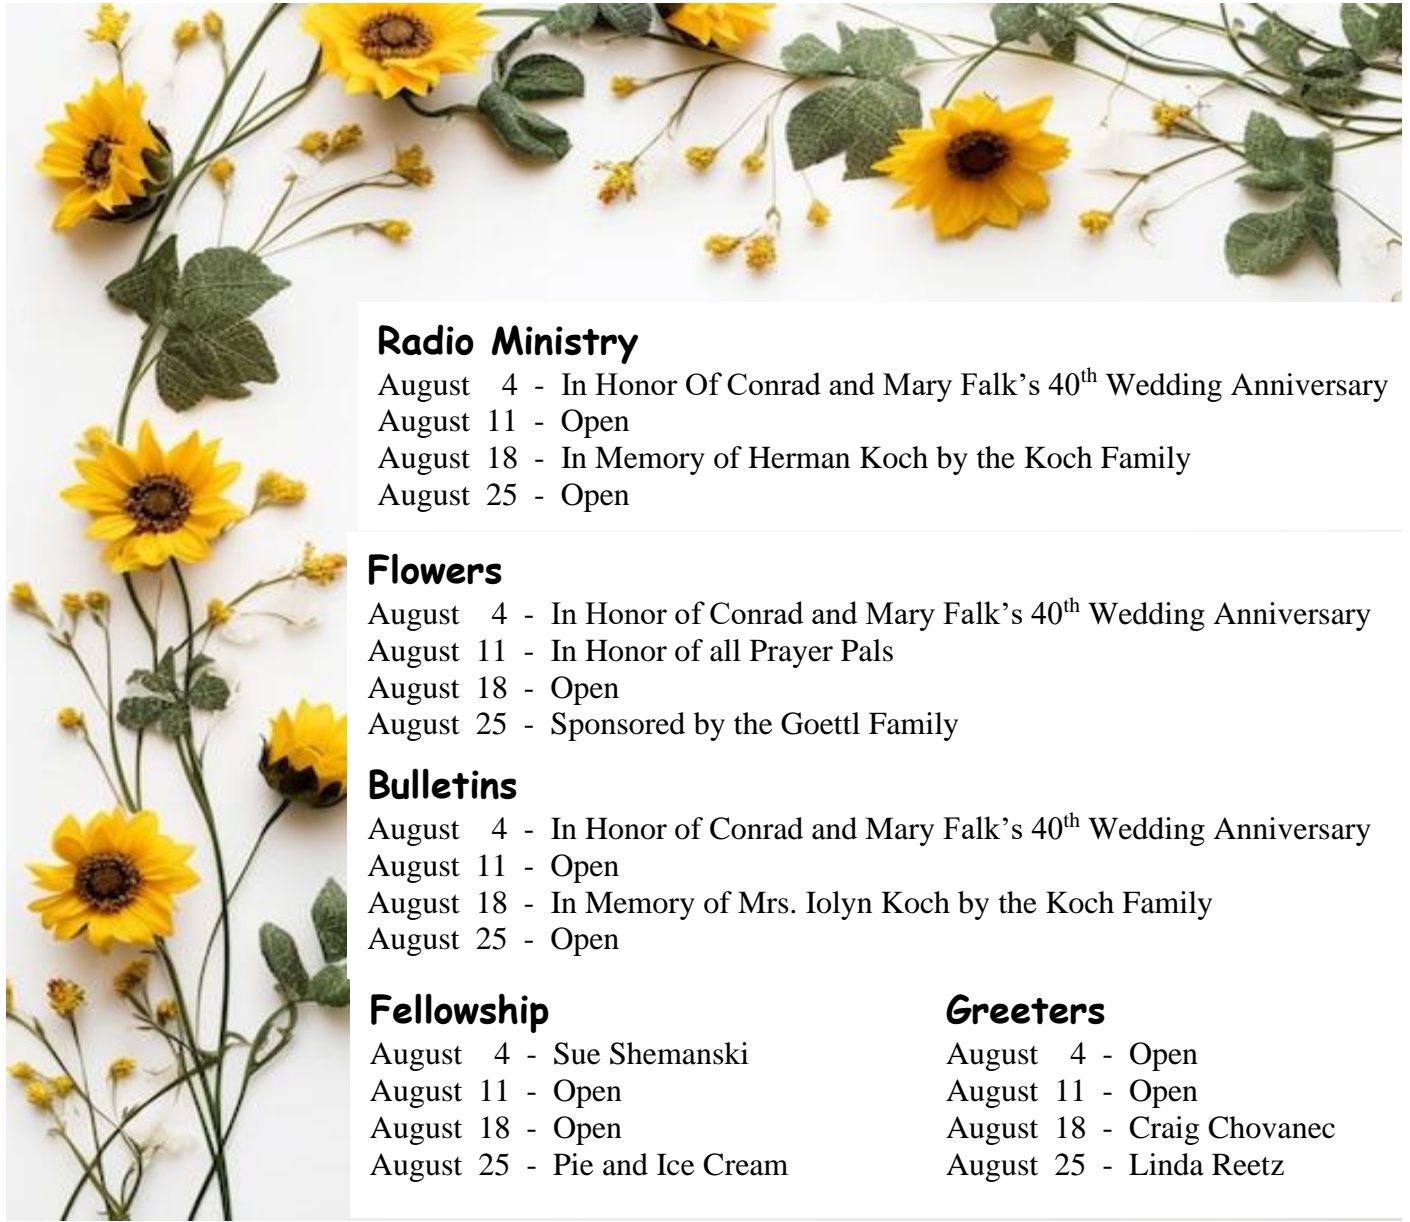 Radio Ministry
August 4 - In Honor Of Conrad and Mary Falk’s 40th Wedding Anniversary
August 11 - Open
August 18 - In Memory of Herman Koch by the Koch Family
August 25 - Open
Flowers
August 4 - In Honor of Conrad and Mary Falk’s 40th Wedding Anniversary
August 11 - In Honor of all Prayer Pals
August 18 - Open
August 25 - Sponsored by the Goettl Family
Bulletins
August 4 - In Honor of Conrad and Mary Falk’s 40th Wedding Anniversary
August 11 - Open
August 18 - In Memory of Mrs. Iolyn Koch by the Koch Family
August 25 - Open
Fellowship
August 4 - Sue Shemanski
August 11 - Open
August 18 - Open
August 25 - Pie and Ice Cream
Greeters
August 4 - Open
August 11 - Open
August 18 - Craig Chovanec
August 25 - Linda Reetz